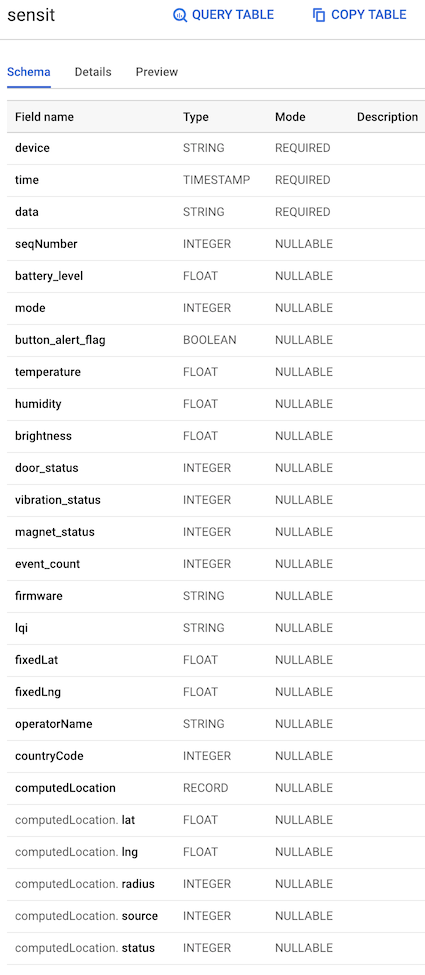 sensit QUERY TABLE COPY TABLE
Schema Details Preview
Field name Type Mode Description
device STRING REQUIRED
time TIMESTAMP REQUIRED
data STRING REQUIRED
seqNumber INTEGER NULLABLE
battery_level FLOAT NULLABLE
mode INTEGER NULLABLE
button_alert_flag BOOLEAN NULLABLE
temperature FLOAT NULLABLE
humidity FLOAT NULLABLE
brightness FLOAT NULLABLE
door_status INTEGER NULLABLE
vibration_status INTEGER NULLABLE
magnet_status INTEGER NULLABLE
event_count INTEGER NULLABLE
firmware STRING NULLABLE
lqi STRING NULLABLE
fixedLat FLOAT NULLABLE
fixedLng FLOAT NULLABLE
operatorName STRING NULLABLE
countryCode INTEGER NULLABLE
computedLocation RECORD NULLABLE
computedLocation. lat FLOAT NULLABLE
computedLocation. lng FLOAT NULLABLE
computedLocation. radius INTEGER NULLABLE
computedLocation. source INTEGER NULLABLE
computedLocation. status INTEGER NULLABLE